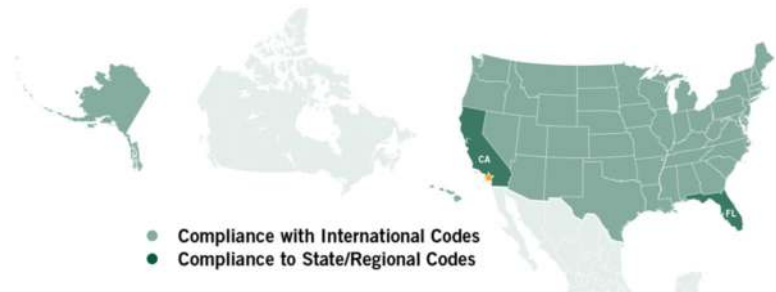 CA
FL
Compliance with International Codes
Compliance to State/Regional Codes